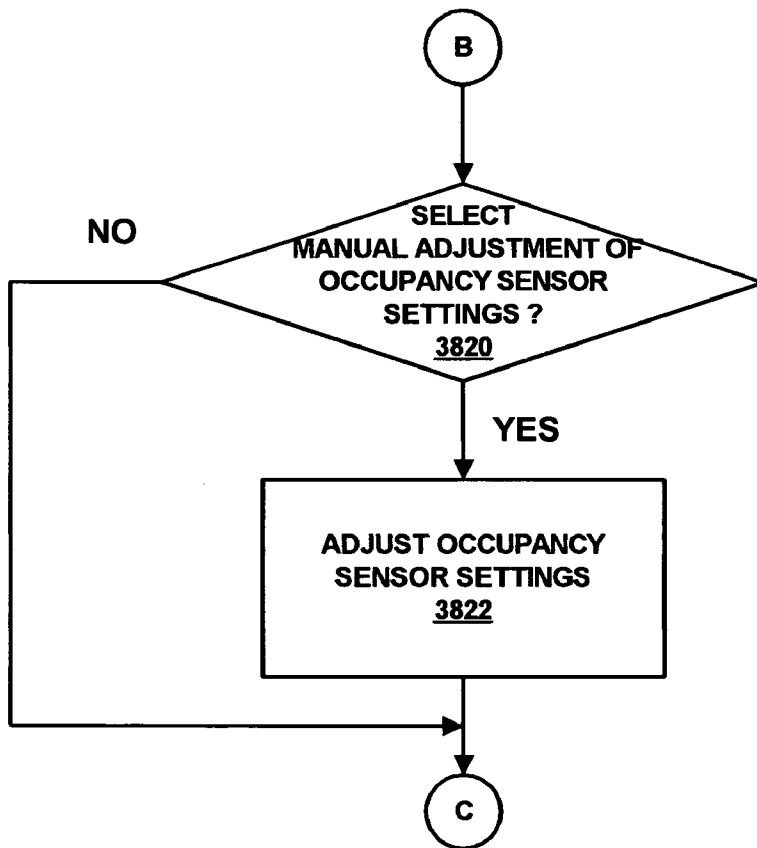 B
NO
SELECT
MANUAL ADJUSTMENT OF
OCCUPANCY SENSOR
SETTINGS ?
3820
YES
ADJUST OCCUPANCY
SENSOR SETTINGS
3822
C